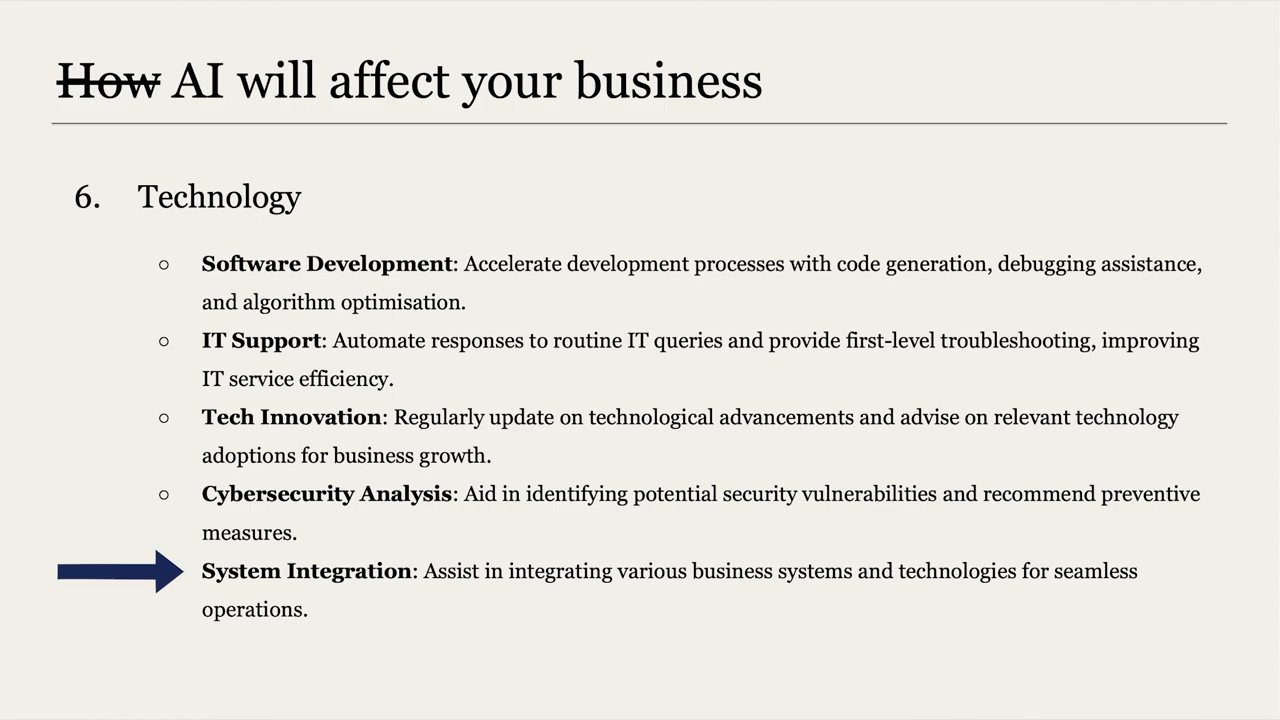 How AI will affect your business
6. Technology
○ Software Development: Accelerate development processes with code generation, debugging assistance,
and algorithm optimisation.
○ IT Support: Automate responses to routine IT queries and provide first-level troubleshooting, improving
IT service efficiency.
○ Tech Innovation: Regularly update on technological advancements and advise on relevant technology
adoptions for business growth.
○ Cybersecurity Analysis: Aid in identifying potential security vulnerabilities and recommend preventive
measures.
System Integration: Assist in integrating various business systems and technologies for seamless
operations.